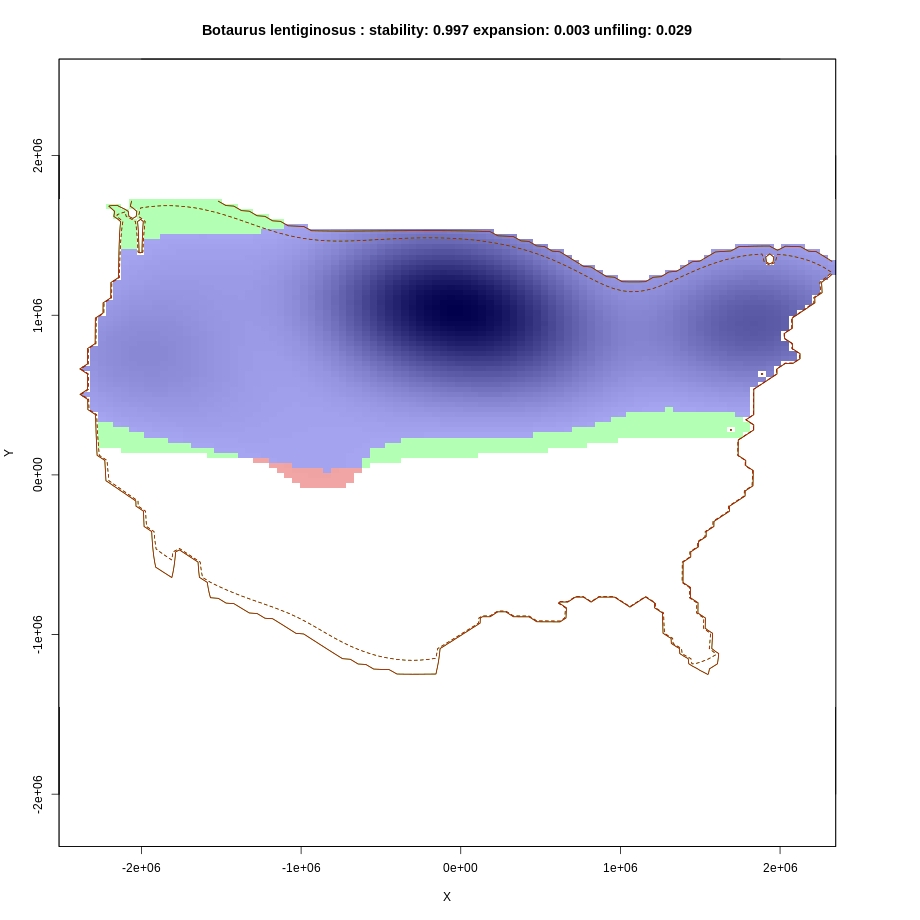 Botaurus lentiginosus : stability: 0.997 expansion: 0.003 unfiling: 0.029
2e+06
1e+06
0e+00
-1e+06
-2e+06
Y
-2e+06 -1e+06 0e+00 1e+06 2e+06
X